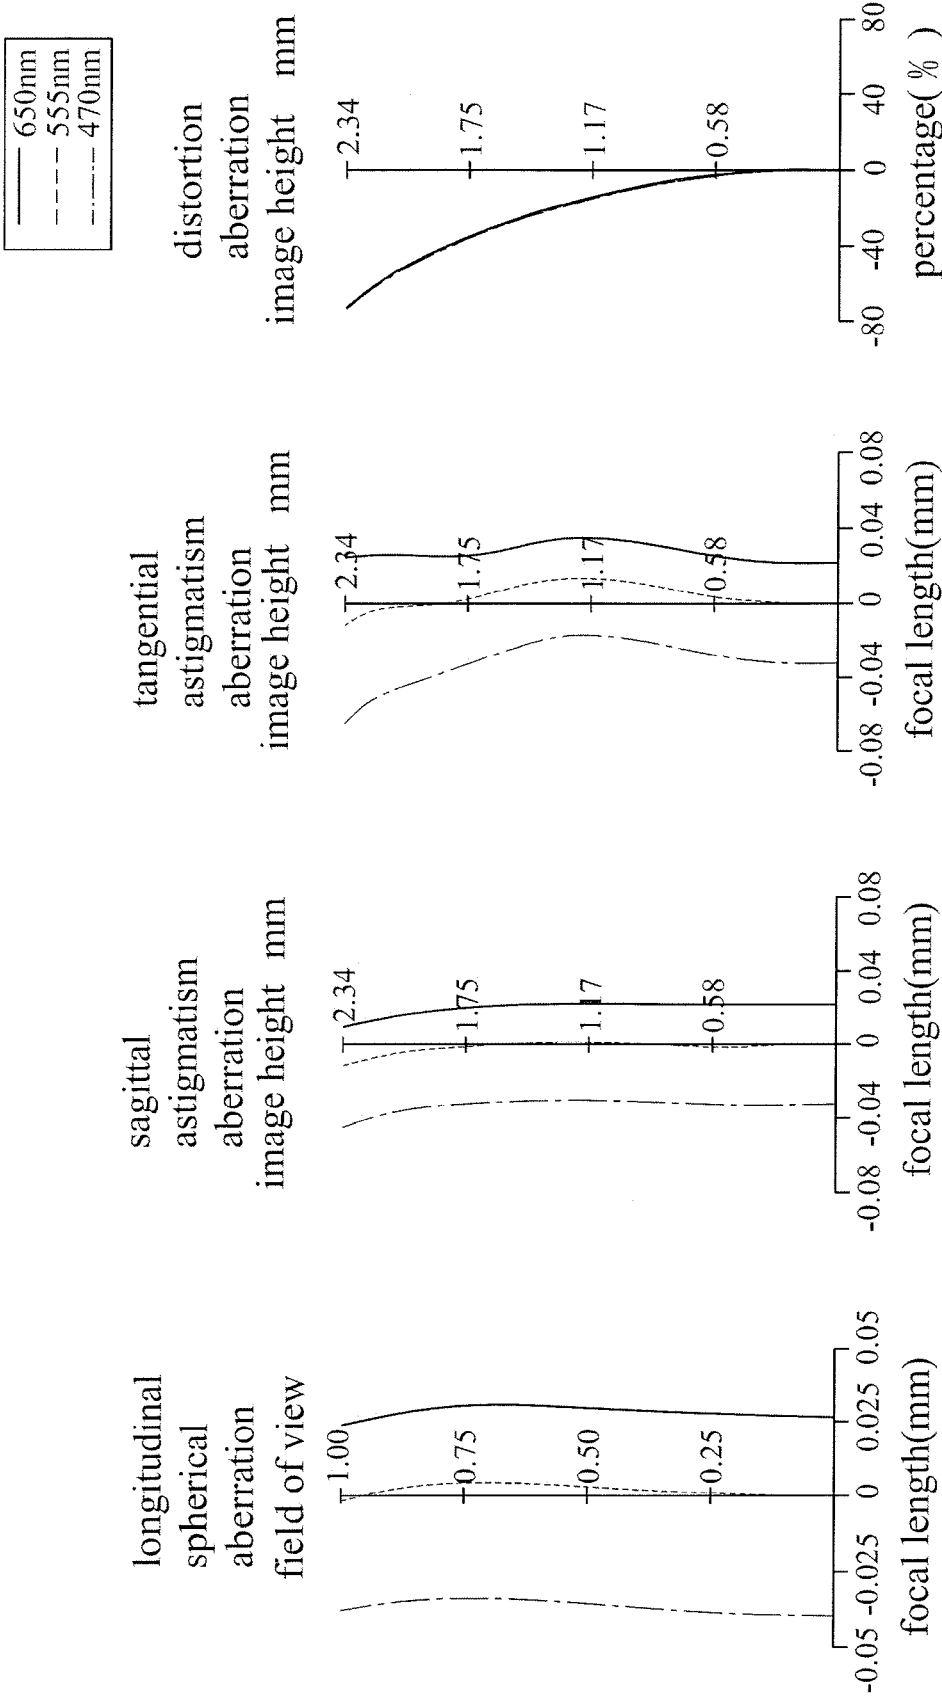 longitudinal
spherical
aberration
field of view
1.00
0.75
0.50
0.25
-0.05 -0.025 0 0.025 0.05
focal length(mm)
sagittal
astigmatism
aberration
image height mm
2.34
1.75
1.17
0.58
-0.08 -0.04 0 0.04 0.08
focal length(mm)
tangential
astigmatism
aberration
image height mm
2.34
1.75
1.17
0.58
-0.08 -0.04 0 0.04 0.08
focal length(mm)
distortion
aberration
image height mm
2.34
1.75
1.17
0.58
-80 -40 0 40 80
percentage( % )
650nm
555nm
470nm